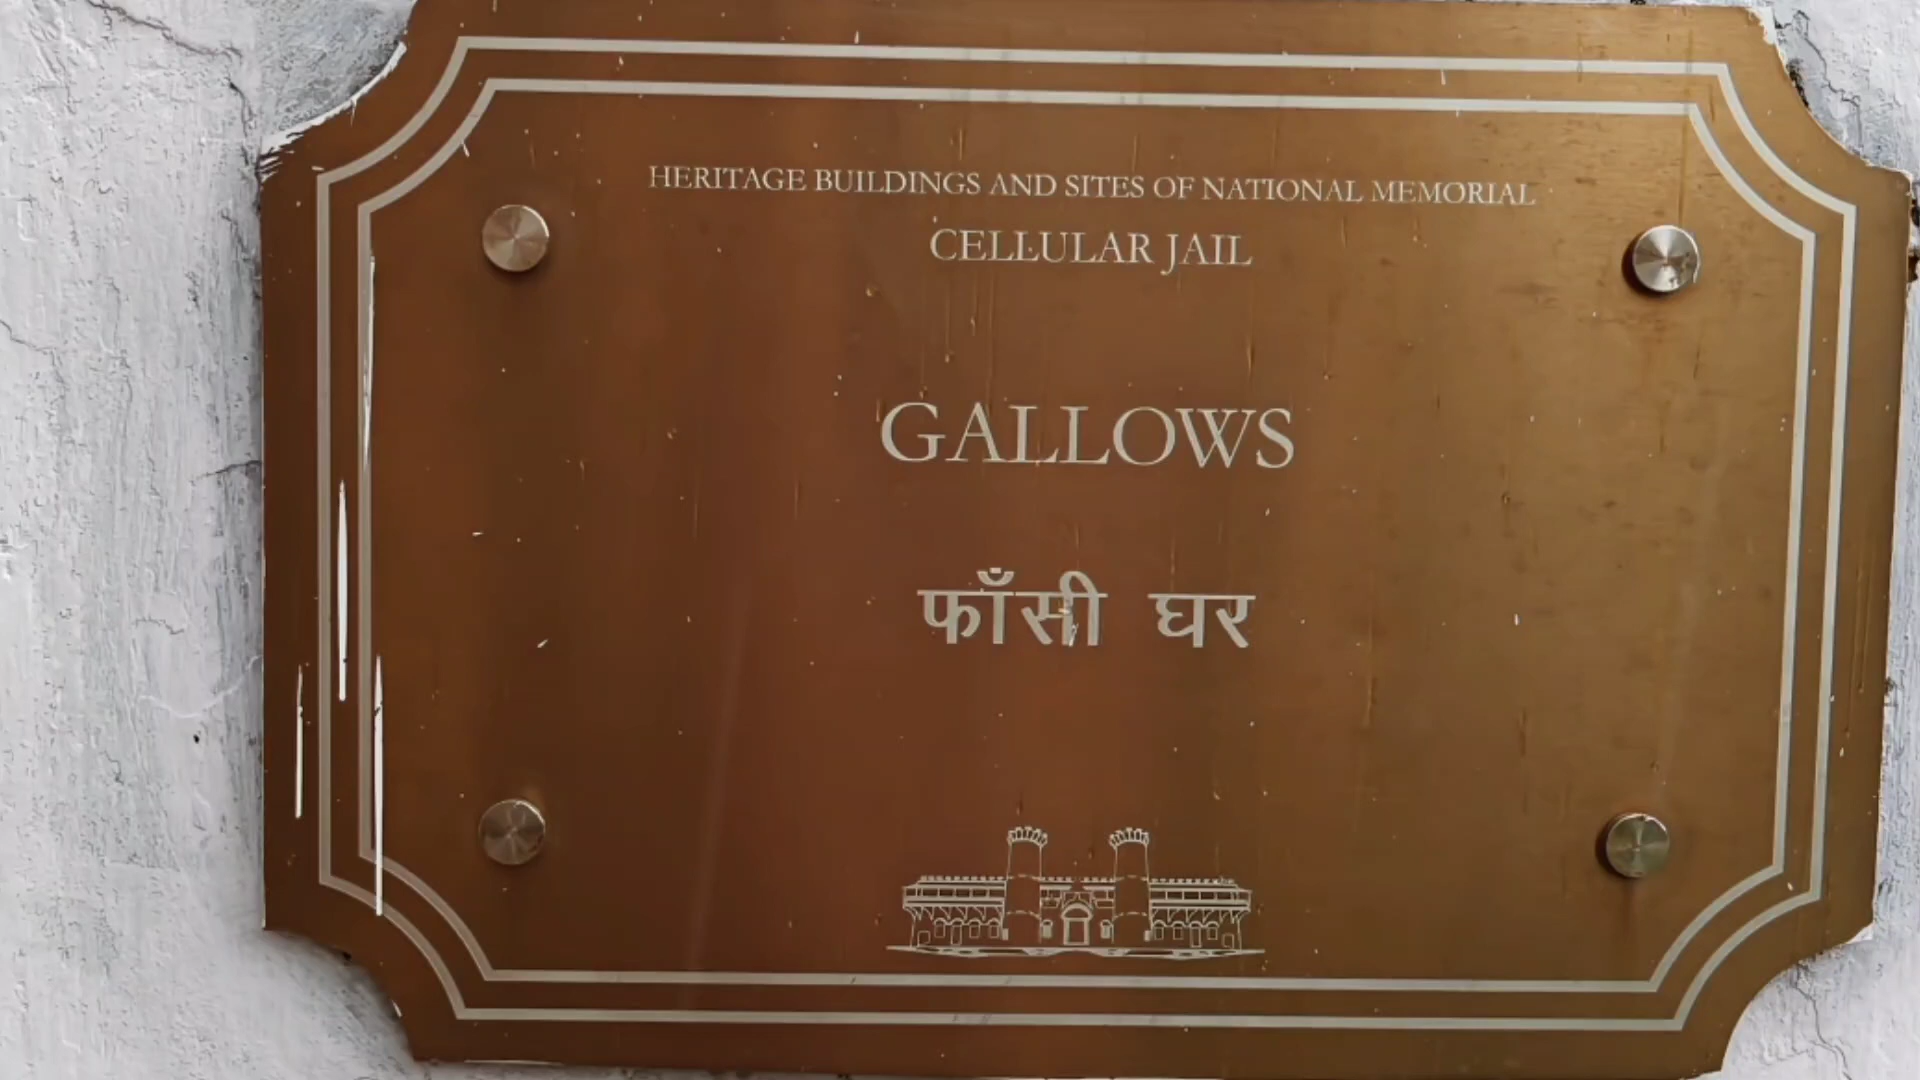 HERITAGE BUILDINGS AND SITES OF NATIONAL MEMORIAL
CELLULAR JAIL
GALLOWS
फाँसी घर